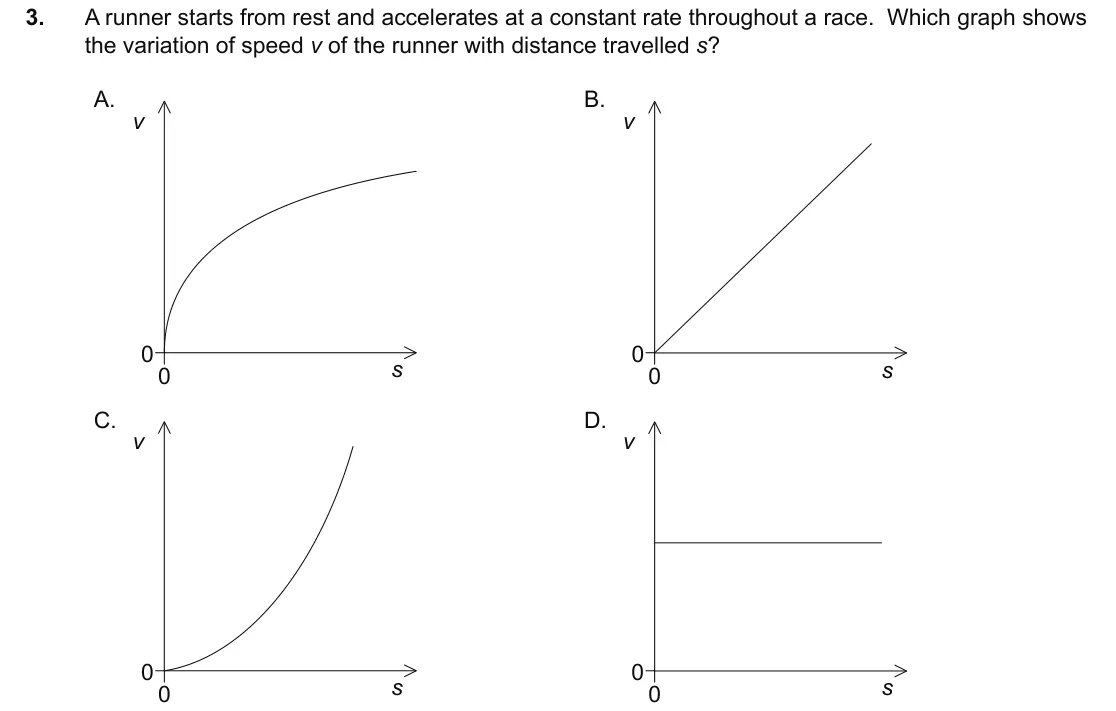 3. A runner starts from rest and accelerates at a constant rate throughout a race. Which graph shows
the variation of speed v of the runner with distance travelled s?
A.
v
0
0
s
B.
v
0
0
s
C.
v
0
0
s
D.
v
0
0
s